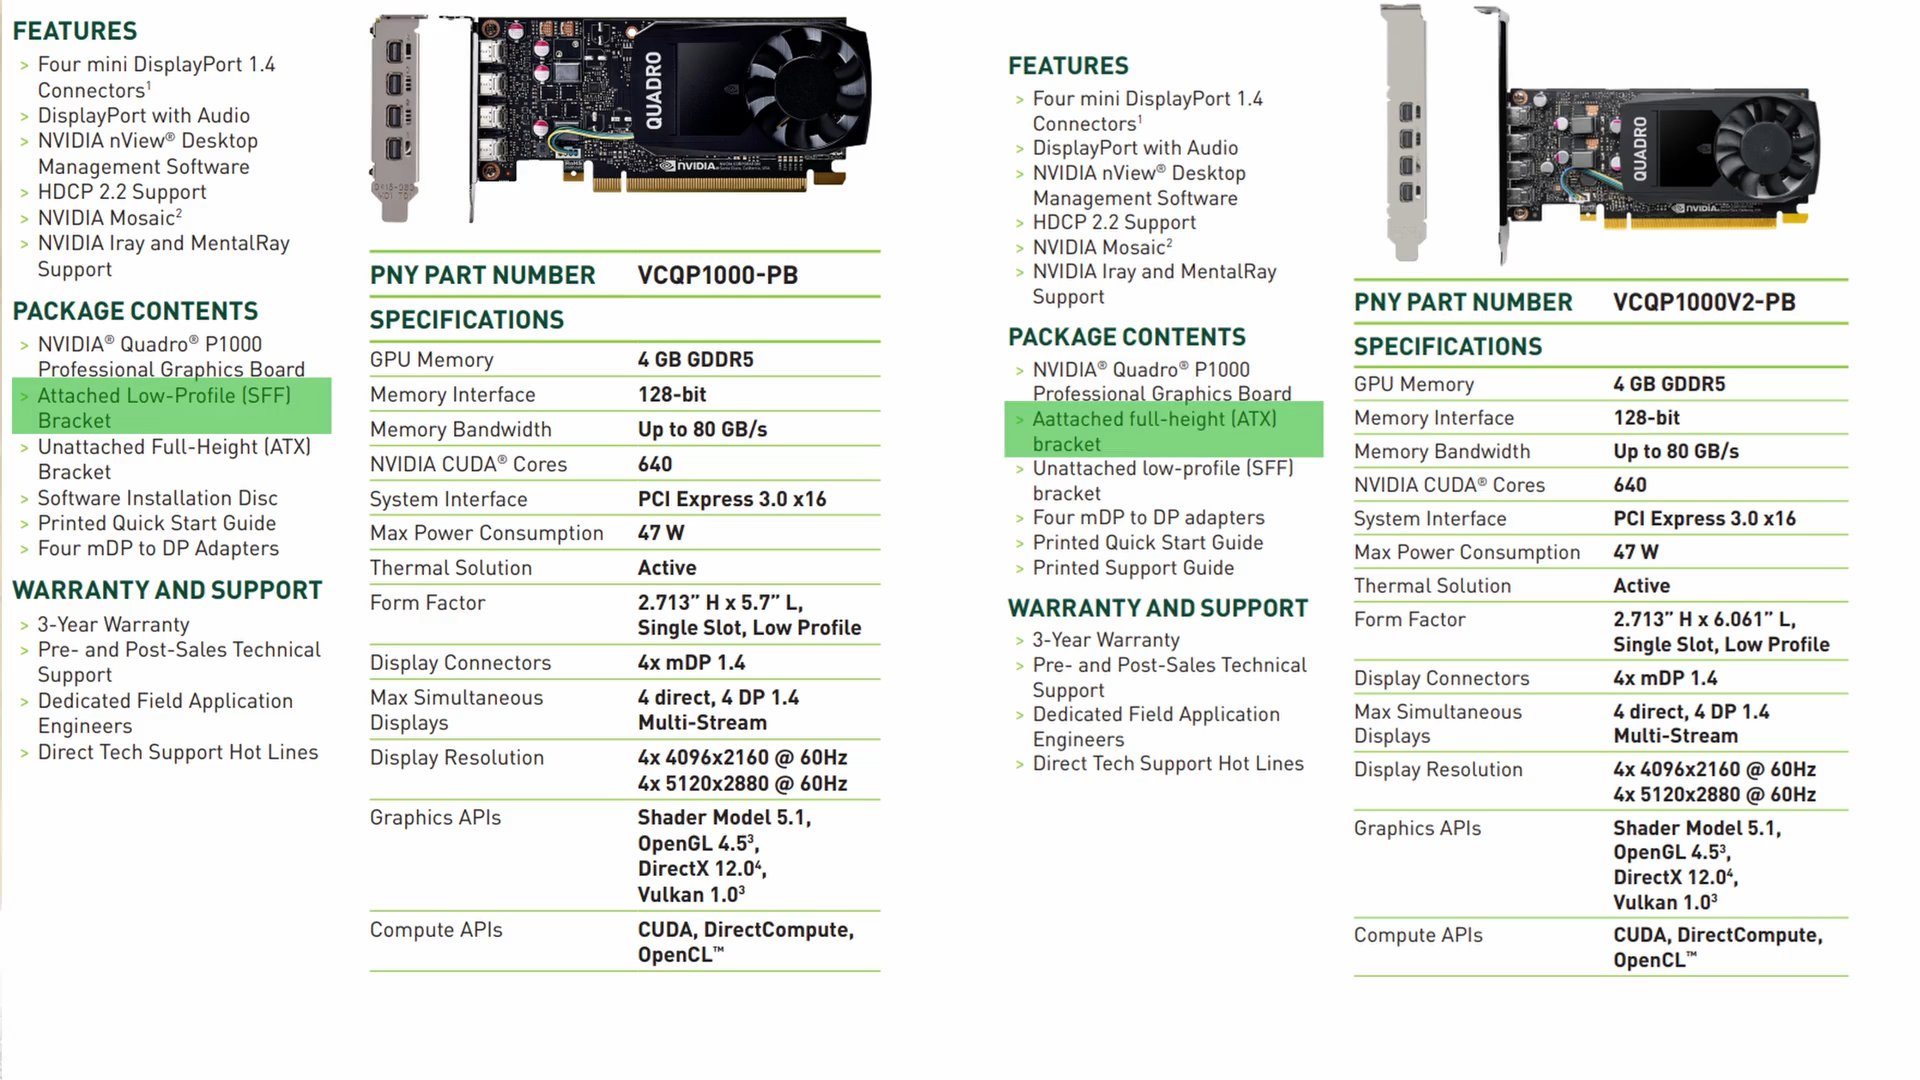 FEATURES
> Four mini DisplayPort 1.4
Connectors¹
> DisplayPort with Audio
> NVIDIA nView® Desktop
Management Software
> HDCP 2.2 Support
> NVIDIA Mosaic²
> NVIDIA Iray and MentalRay
Support
PACKAGE CONTENTS
> NVIDIA® Quadro® P1000
Professional Graphics Board
> Attached Low-Profile (SFF)
Bracket
> Unattached Full-Height (ATX)
Bracket
> Software Installation Disc
> Printed Quick Start Guide
> Four mDP to DP Adapters
WARRANTY AND SUPPORT
> 3-Year Warranty
> Pre- and Post-Sales Technical
Support
> Dedicated Field Application
Engineers
> Direct Tech Support Hot Lines
QUADRO
NVIDIA.
PNY PART NUMBER VCQP1000-PB
SPECIFICATIONS
GPU Memory 4 GB GDDR5
Memory Interface 128-bit
Memory Bandwidth Up to 80 GB/s
NVIDIA CUDA® Cores 640
System Interface PCI Express 3.0 x16
Max Power Consumption 47 W
Thermal Solution Active
Form Factor 2.713” H x 5.7” L,
Single Slot, Low Profile
Display Connectors 4x mDP 1.4
Max Simultaneous 4 direct, 4 DP 1.4
Displays Multi-Stream
Display Resolution 4x 4096x2160 @ 60Hz
4x 5120x2880 @ 60Hz
Graphics APIs Shader Model 5.1,
OpenGL 4.5³,
DirectX 12.0⁴,
Vulkan 1.0³
Compute APIs CUDA, DirectCompute,
OpenCL™
FEATURES
> Four mini DisplayPort 1.4
Connectors¹
> DisplayPort with Audio
> NVIDIA nView® Desktop
Management Software
> HDCP 2.2 Support
> NVIDIA Mosaic²
> NVIDIA Iray and MentalRay
Support
PACKAGE CONTENTS
> NVIDIA® Quadro® P1000
Professional Graphics Board
> Aattached full-height (ATX)
bracket
> Unattached low-profile (SFF)
bracket
> Four mDP to DP adapters
> Printed Quick Start Guide
> Printed Support Guide
WARRANTY AND SUPPORT
> 3-Year Warranty
> Pre- and Post-Sales Technical
Support
> Dedicated Field Application
Engineers
> Direct Tech Support Hot Lines
QUADRO
NVIDIA.
PNY PART NUMBER VCQP1000V2-PB
SPECIFICATIONS
GPU Memory 4 GB GDDR5
Memory Interface 128-bit
Memory Bandwidth Up to 80 GB/s
NVIDIA CUDA® Cores 640
System Interface PCI Express 3.0 x16
Max Power Consumption 47 W
Thermal Solution Active
Form Factor 2.713” H x 6.061” L,
Single Slot, Low Profile
Display Connectors 4x mDP 1.4
Max Simultaneous 4 direct, 4 DP 1.4
Displays Multi-Stream
Display Resolution 4x 4096x2160 @ 60Hz
4x 5120x2880 @ 60Hz
Graphics APIs Shader Model 5.1,
OpenGL 4.5³,
DirectX 12.0⁴,
Vulkan 1.0³
Compute APIs CUDA, DirectCompute,
OpenCL™